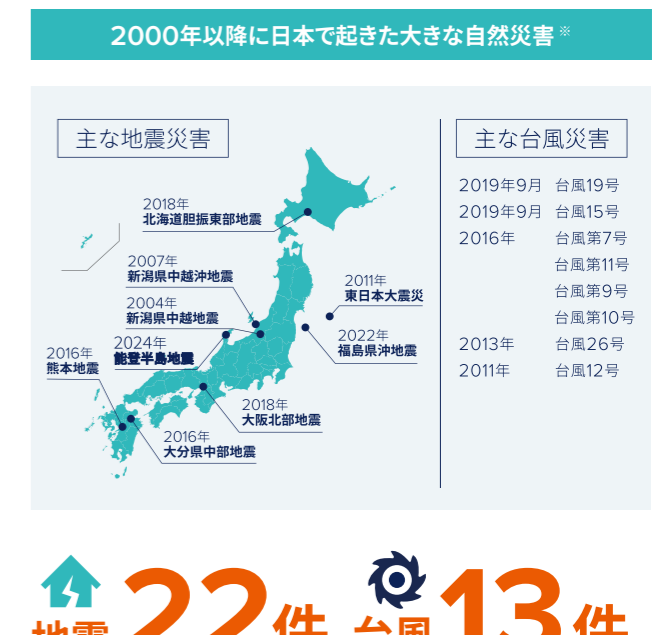 2000年以降に日本で起きた大きな自然災害※
主な地震災害
2018年
北海道胆振東部地震
2007年
新潟県中越沖地震
2004年
新潟県中越地震
2024年
能登半島地震
2016年
熊本地震
2011年
東日本大震災
2022年
福島県沖地震
2018年
大阪北部地震
2016年
大分県中部地震
主な台風災害
2019年9月 台風19号
2019年9月 台風15号
2016年 台風第7号
台風第11号
台風第9号
台風第10号
2013年 台風26号
2011年 台風12号
地震 22件
台風 13件